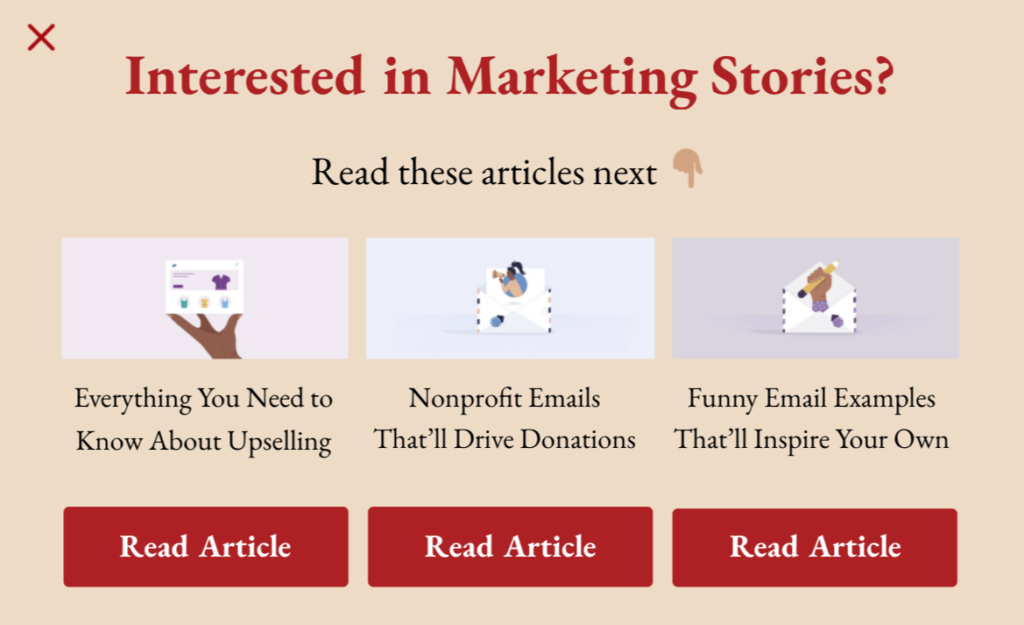 Interested in Marketing Stories?
Read these articles next 👇🏽
Everything You Need to
Know About Upselling
Nonprofit Emails
That’ll Drive Donations
Funny Email Examples
That’ll Inspire Your Own
Read Article
Read Article
Read Article